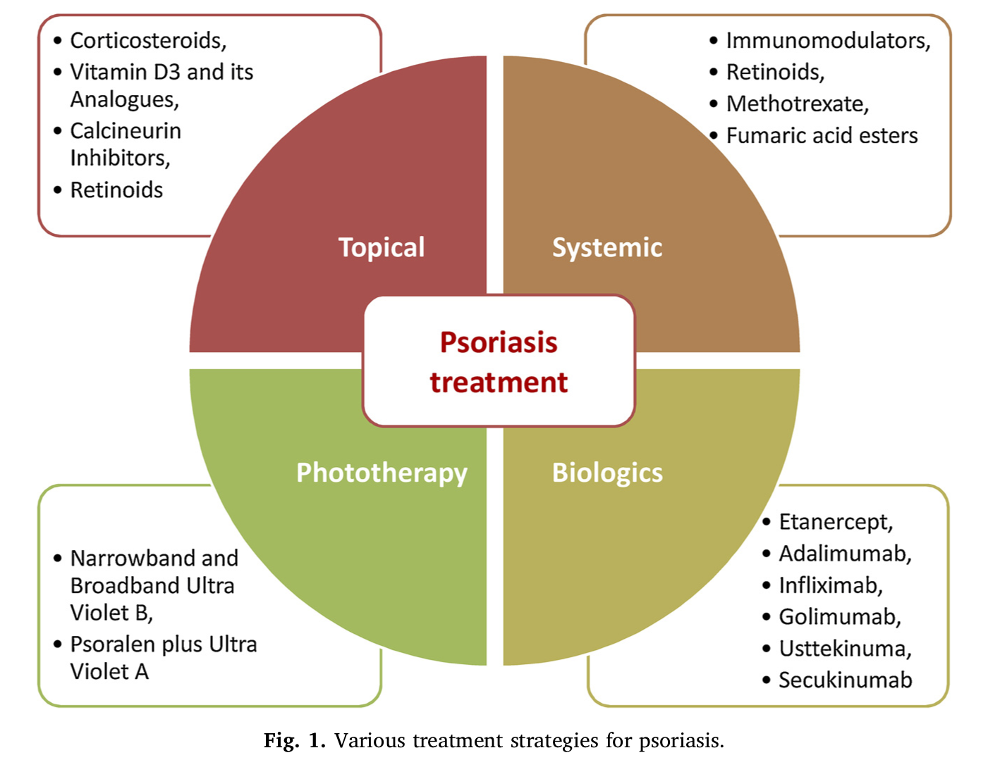 • Corticosteroids,
• Vitamin D3 and its
Analogues,
• Calcineurin
Inhibitors,
• Retinoids
• Immunomodulators,
• Retinoids,
• Methotrexate,
• Fumaric acid esters
Topical
Systemic
Psoriasis
treatment
Phototherapy
Biologics
• Narrowband and
Broadband Ultra
Violet B,
• Psoralen plus Ultra
Violet A
• Etanercept,
• Adalimumab,
• Infliximab,
• Golimumab,
• Usttekinuma,
• Secukinumab
Fig. 1. Various treatment strategies for psoriasis.